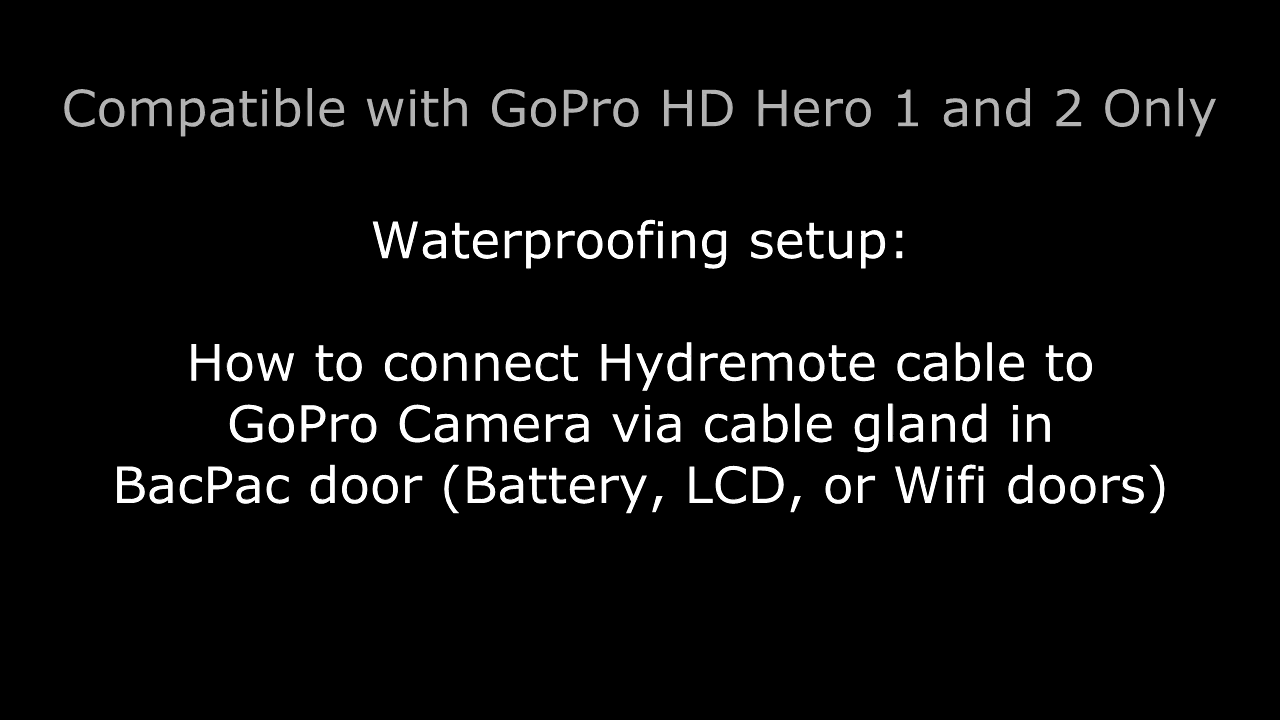 Compatible with GoPro HD Hero 1 and 2 Only
Waterproofing setup:
How to connect Hydremote cable to
GoPro Camera via cable gland in
BacPac door (Battery, LCD, or Wifi doors)